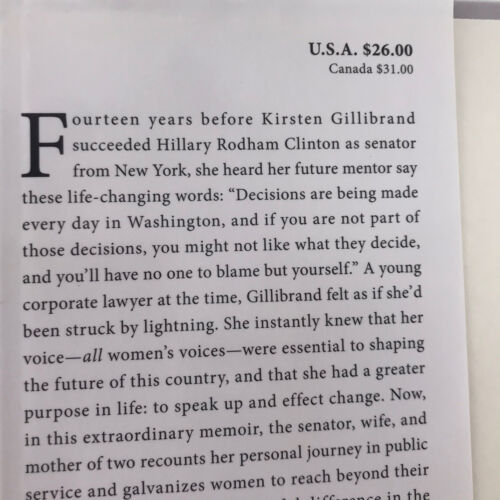 U.S.A. $26.00
Canada $31.00
Fourteen years before Kirsten Gillibrand
succeeded Hillary Rodham Clinton as senator
from New York, she heard her future mentor say
these life-changing words: “Decisions are being made
every day in Washington, and if you are not part of
those decisions, you might not like what they decide,
and you’ll have no one to blame but yourself.” A young
corporate lawyer at the time, Gillibrand felt as if she’d
been struck by lightning. She instantly knew that her
voice—all women’s voices—were essential to shaping
the future of this country, and that she had a greater
purpose in life: to speak up and effect change. Now,
in this extraordinary memoir, the senator, wife, and
mother of two recounts her personal journey in public
service and galvanizes women to reach beyond their
difference in the